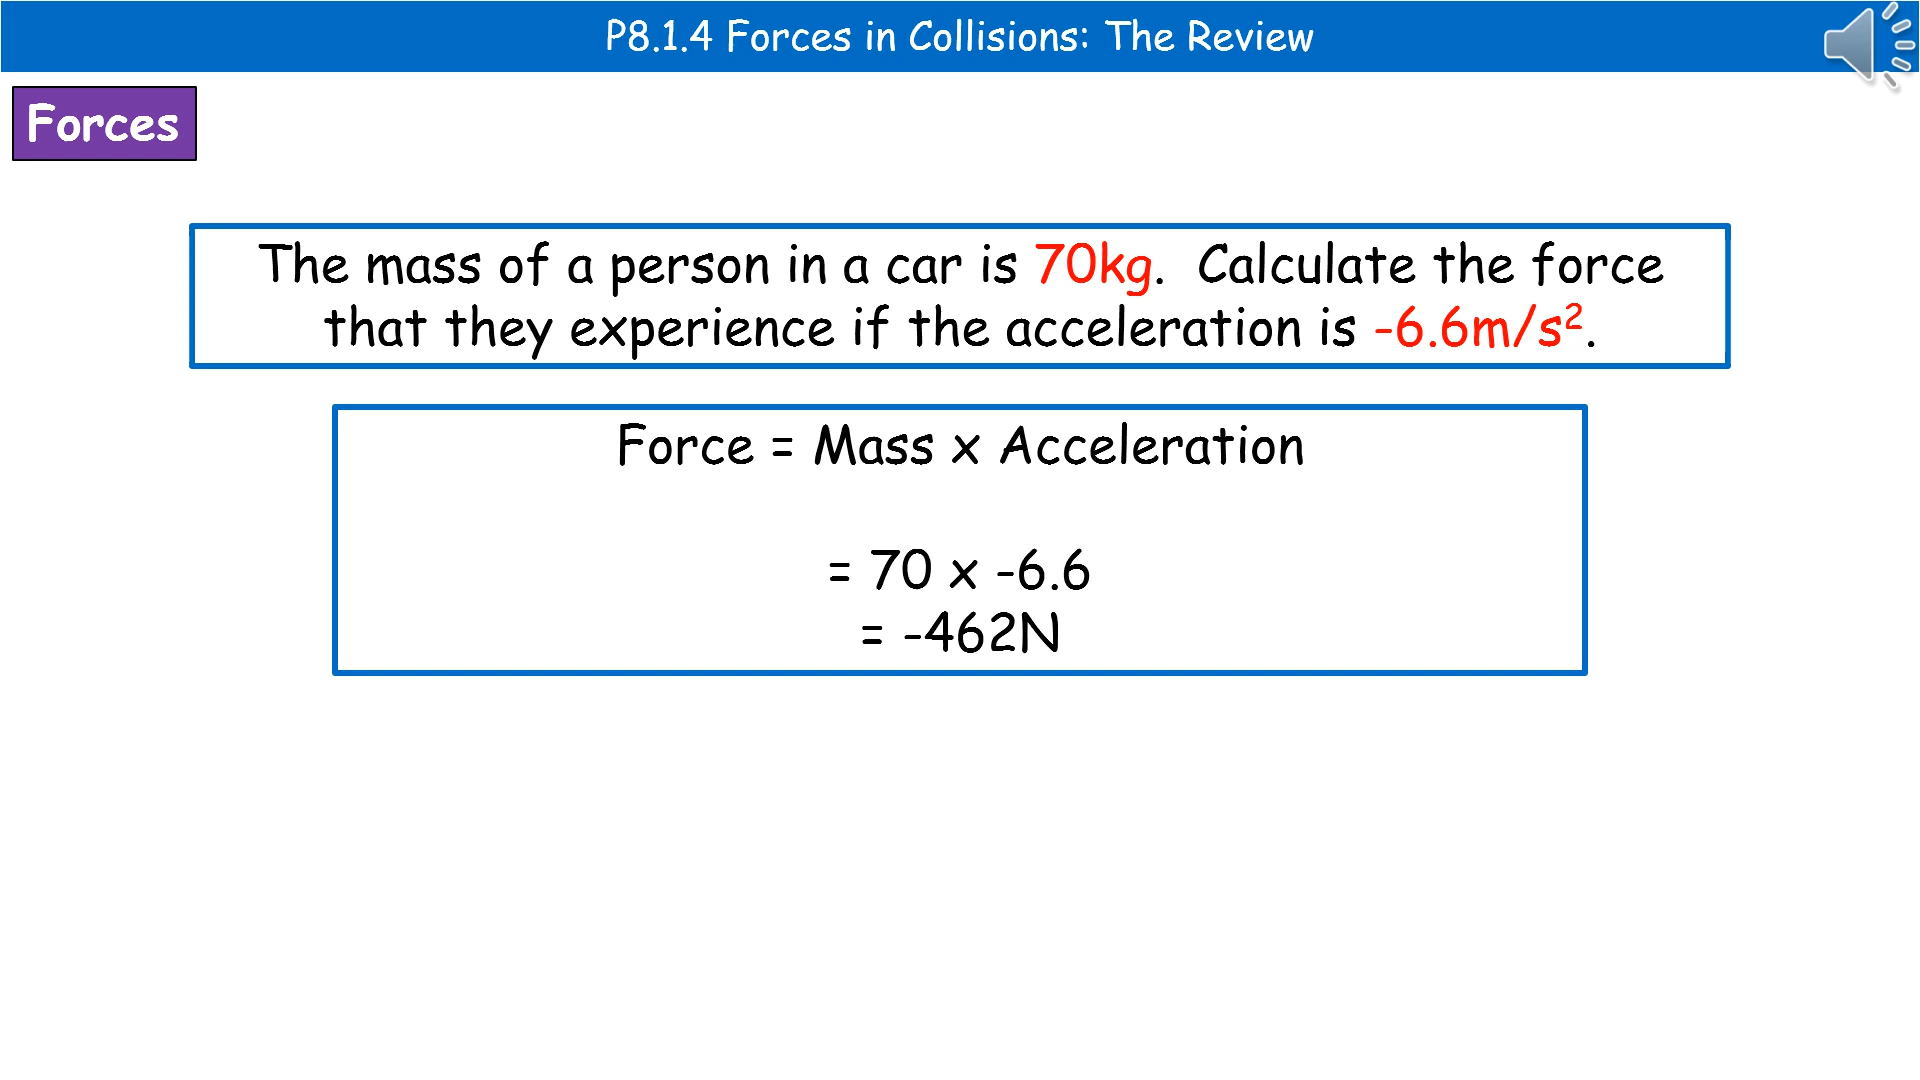 P8.1.4 Forces in Collisions: The Review
Forces
The mass of a person in a car is 70kg.  Calculate the force
that they experience if the acceleration is -6.6m/s².
Force = Mass x Acceleration
= 70 x -6.6
= -462N